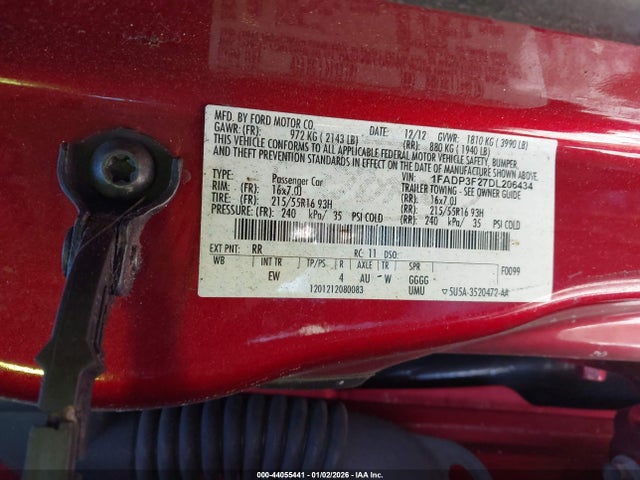 MFD. BY FORD MOTOR CO.
DATE: 12/12 GVWR: 1810 KG ( 3990 LB)
GAWR: (FR): 972 KG ( 2143 LB) (RR): 880 KG ( 1940 LB)
THIS VEHICLE CONFORMS TO ALL APPLICABLE FEDERAL MOTOR VEHICLE SAFETY, BUMPER,
AND THEFT PREVENTION STANDARDS IN EFFECT ON THE DATE OF MANUFACTURE SHOWN ABOVE.
VIN: 1FADP3F27DL206434
TYPE: Passenger Car TRAILER TOWING - SEE OWNER GUIDE
RIM: (FR): 16x7.0J (RR): 16x7.0J
TIRE: (FR): 215/55R16 93H (RR): 215/55R16 93H
PRESSURE: (FR): 240 kPa/ 35 PSI COLD (RR): 240 kPa/ 35 PSI COLD
EXT PNT: RR RC: 11 DSO:
WB INT TR TP/PS R AXLE TR SPR F0099
EW 4 AU W GGGG
1201212080083 UMU 5U5A-3520472-AA
000-44055441 - 01/02/2026 - IAA Inc.